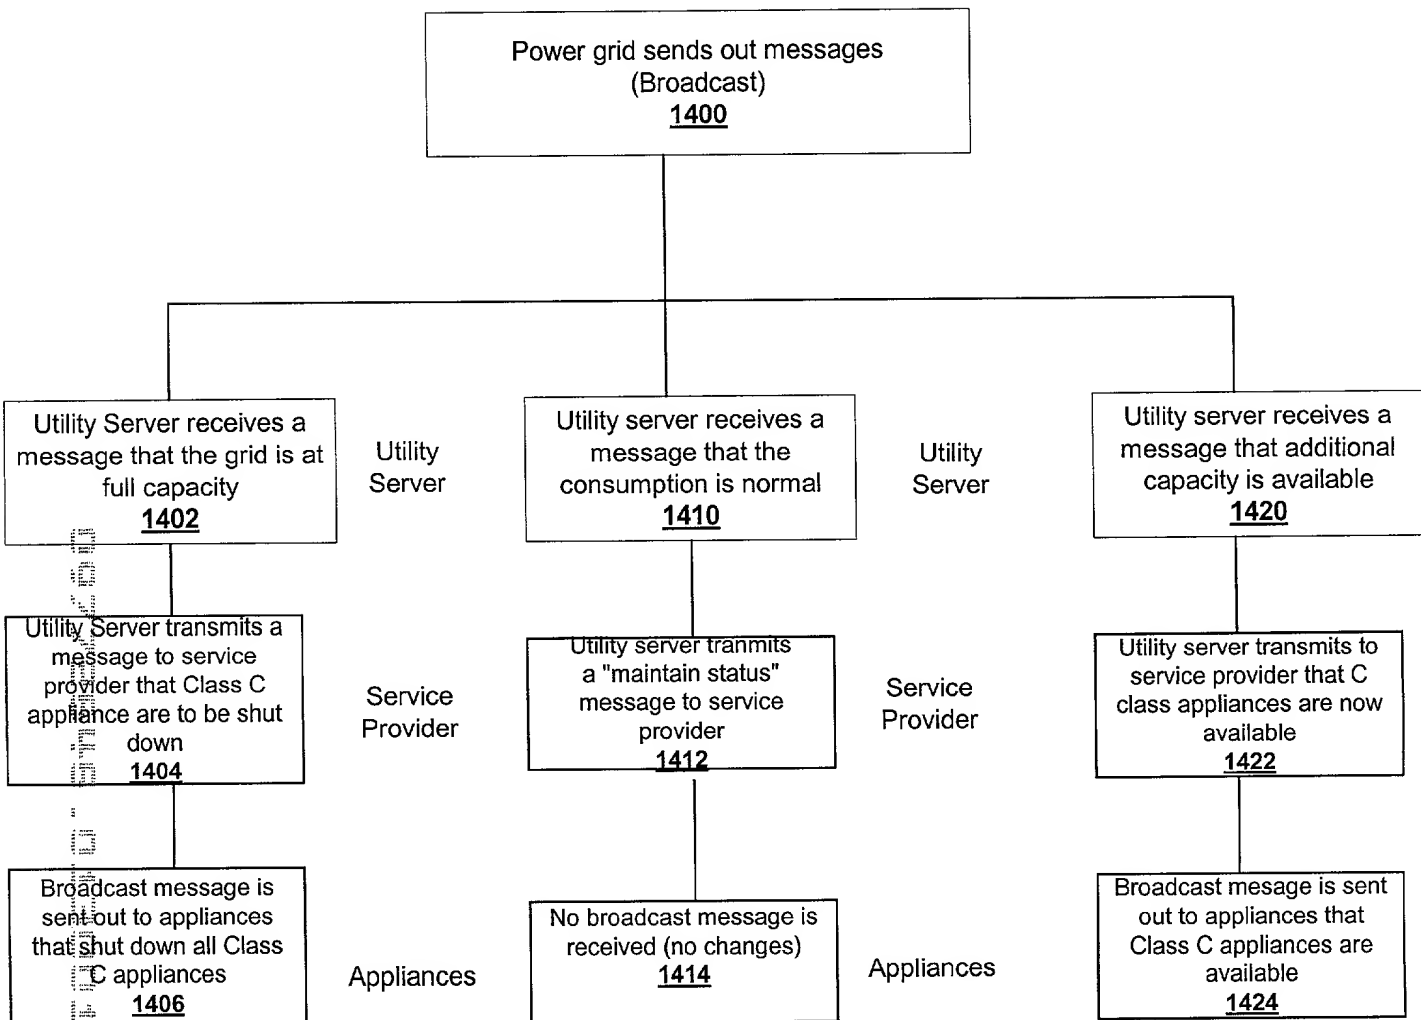 Power grid sends out messages
(Broadcast)
1400
Utility Server receives a
message that the grid is at
full capacity
1402
Utility
Server
Utility server receives a
message that the
consumption is normal
1410
Utility
Server
Utility server receives a
message that additional
capacity is available
1420
Utility Server transmits a
message to service
provider that Class C
appliance are to be shut
down
1404
Service
Provider
Utility server tranmits
a "maintain status"
message to service
provider
1412
Service
Provider
Utility server transmits to
service provider that C
class appliances are now
available
1422
Broadcast message is
sent out to appliances
that shut down all Class
C appliances
1406
Appliances
No broadcast message is
received (no changes)
1414
Appliances
Broadcast mesage is sent
out to appliances that
Class C appliances are
available
1424